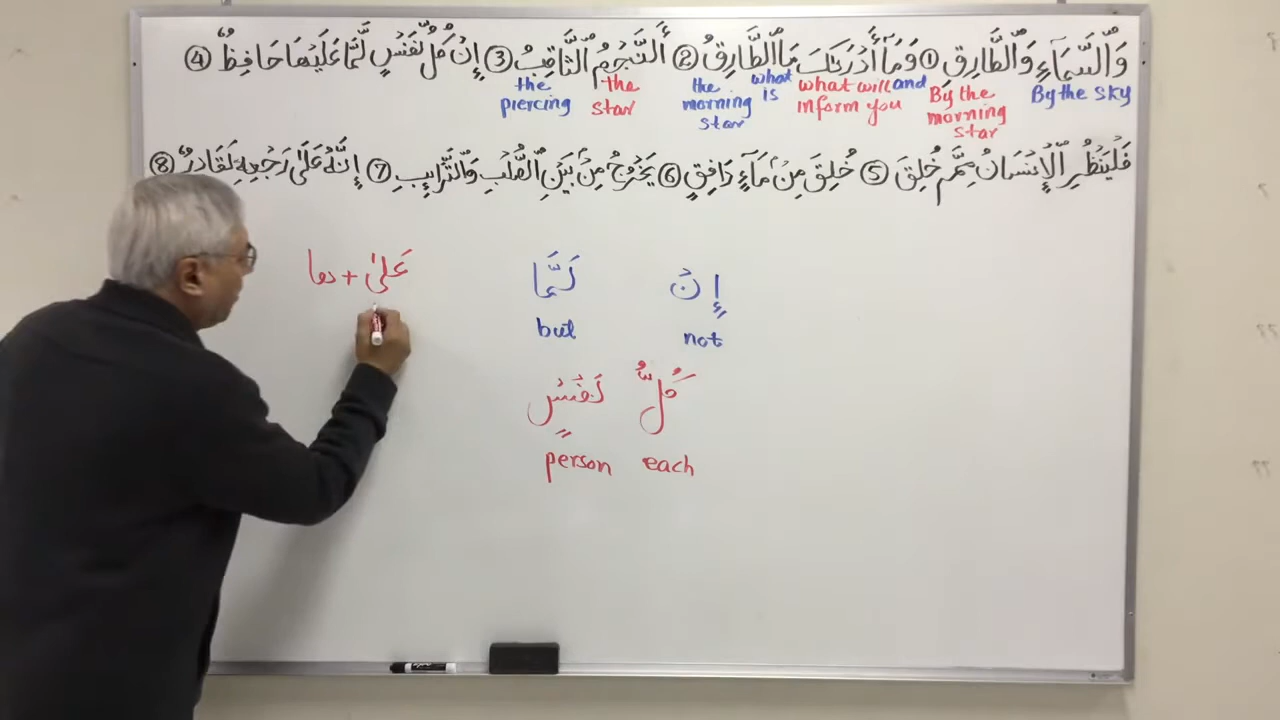 وَٱلسَّمَآءِ وَٱلطَّارِقِ ① وَمَآ أَدْرَىٰكَ مَا ٱلطَّارِقُ ② ٱلنَّجْمُ ٱلثَّاقِبُ ③ إِنْ كُلُّ نَفْسٍ لَّمَّا عَلَيْهَا حَافِظٌ ④
By the sky By the morning star and what will inform you what is the morning star the star the piercing
فَلْيَنْظُرِ ٱلْإِنْسَانُ مِمَّ خُلِقَ ⑤ خُلِقَ مِنْ مَآءٍ دَافِقٍ ⑥ يَخْرُجُ مِنْ بَيْنِ ٱلصُّلْبِ وَٱلتَّرَآئِبِ ⑦ إِنَّهُ عَلَىٰ رَجْعِهِ لَقَادِرٌ ⑧
إِنْ لَمَّا عَلىٰ + ها
not but
كُلُّ نَفْسٍ
each person